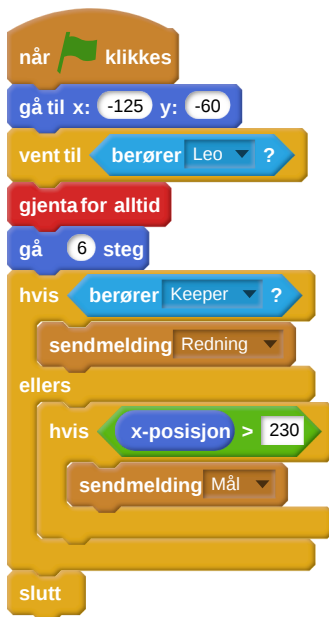 når klikkes
gå til x: -125 y: -60
vent til berører Leo ?
gjenta for alltid
gå 6 steg
hvis berører Keeper ?
sendmelding Redning
ellers
hvis x-posisjon > 230
sendmelding Mål
slutt